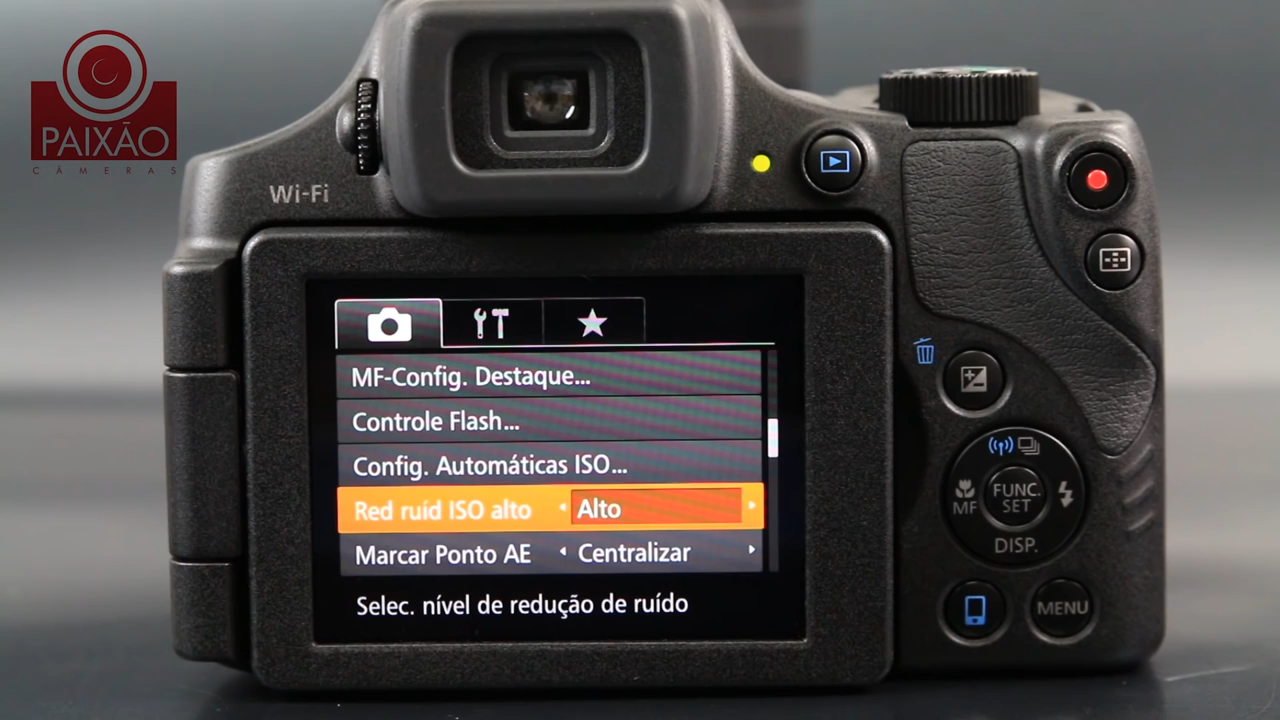 PAIXÃO
CÂMERAS
Wi-Fi
MF-Config. Destaque...
Controle Flash...
Config. Automáticas ISO...
Red ruíd ISO alto Alto
Marcar Ponto AE Centralizar
Selec. nível de redução de ruído
MF
FUNC.
SET
DISP.
MENU